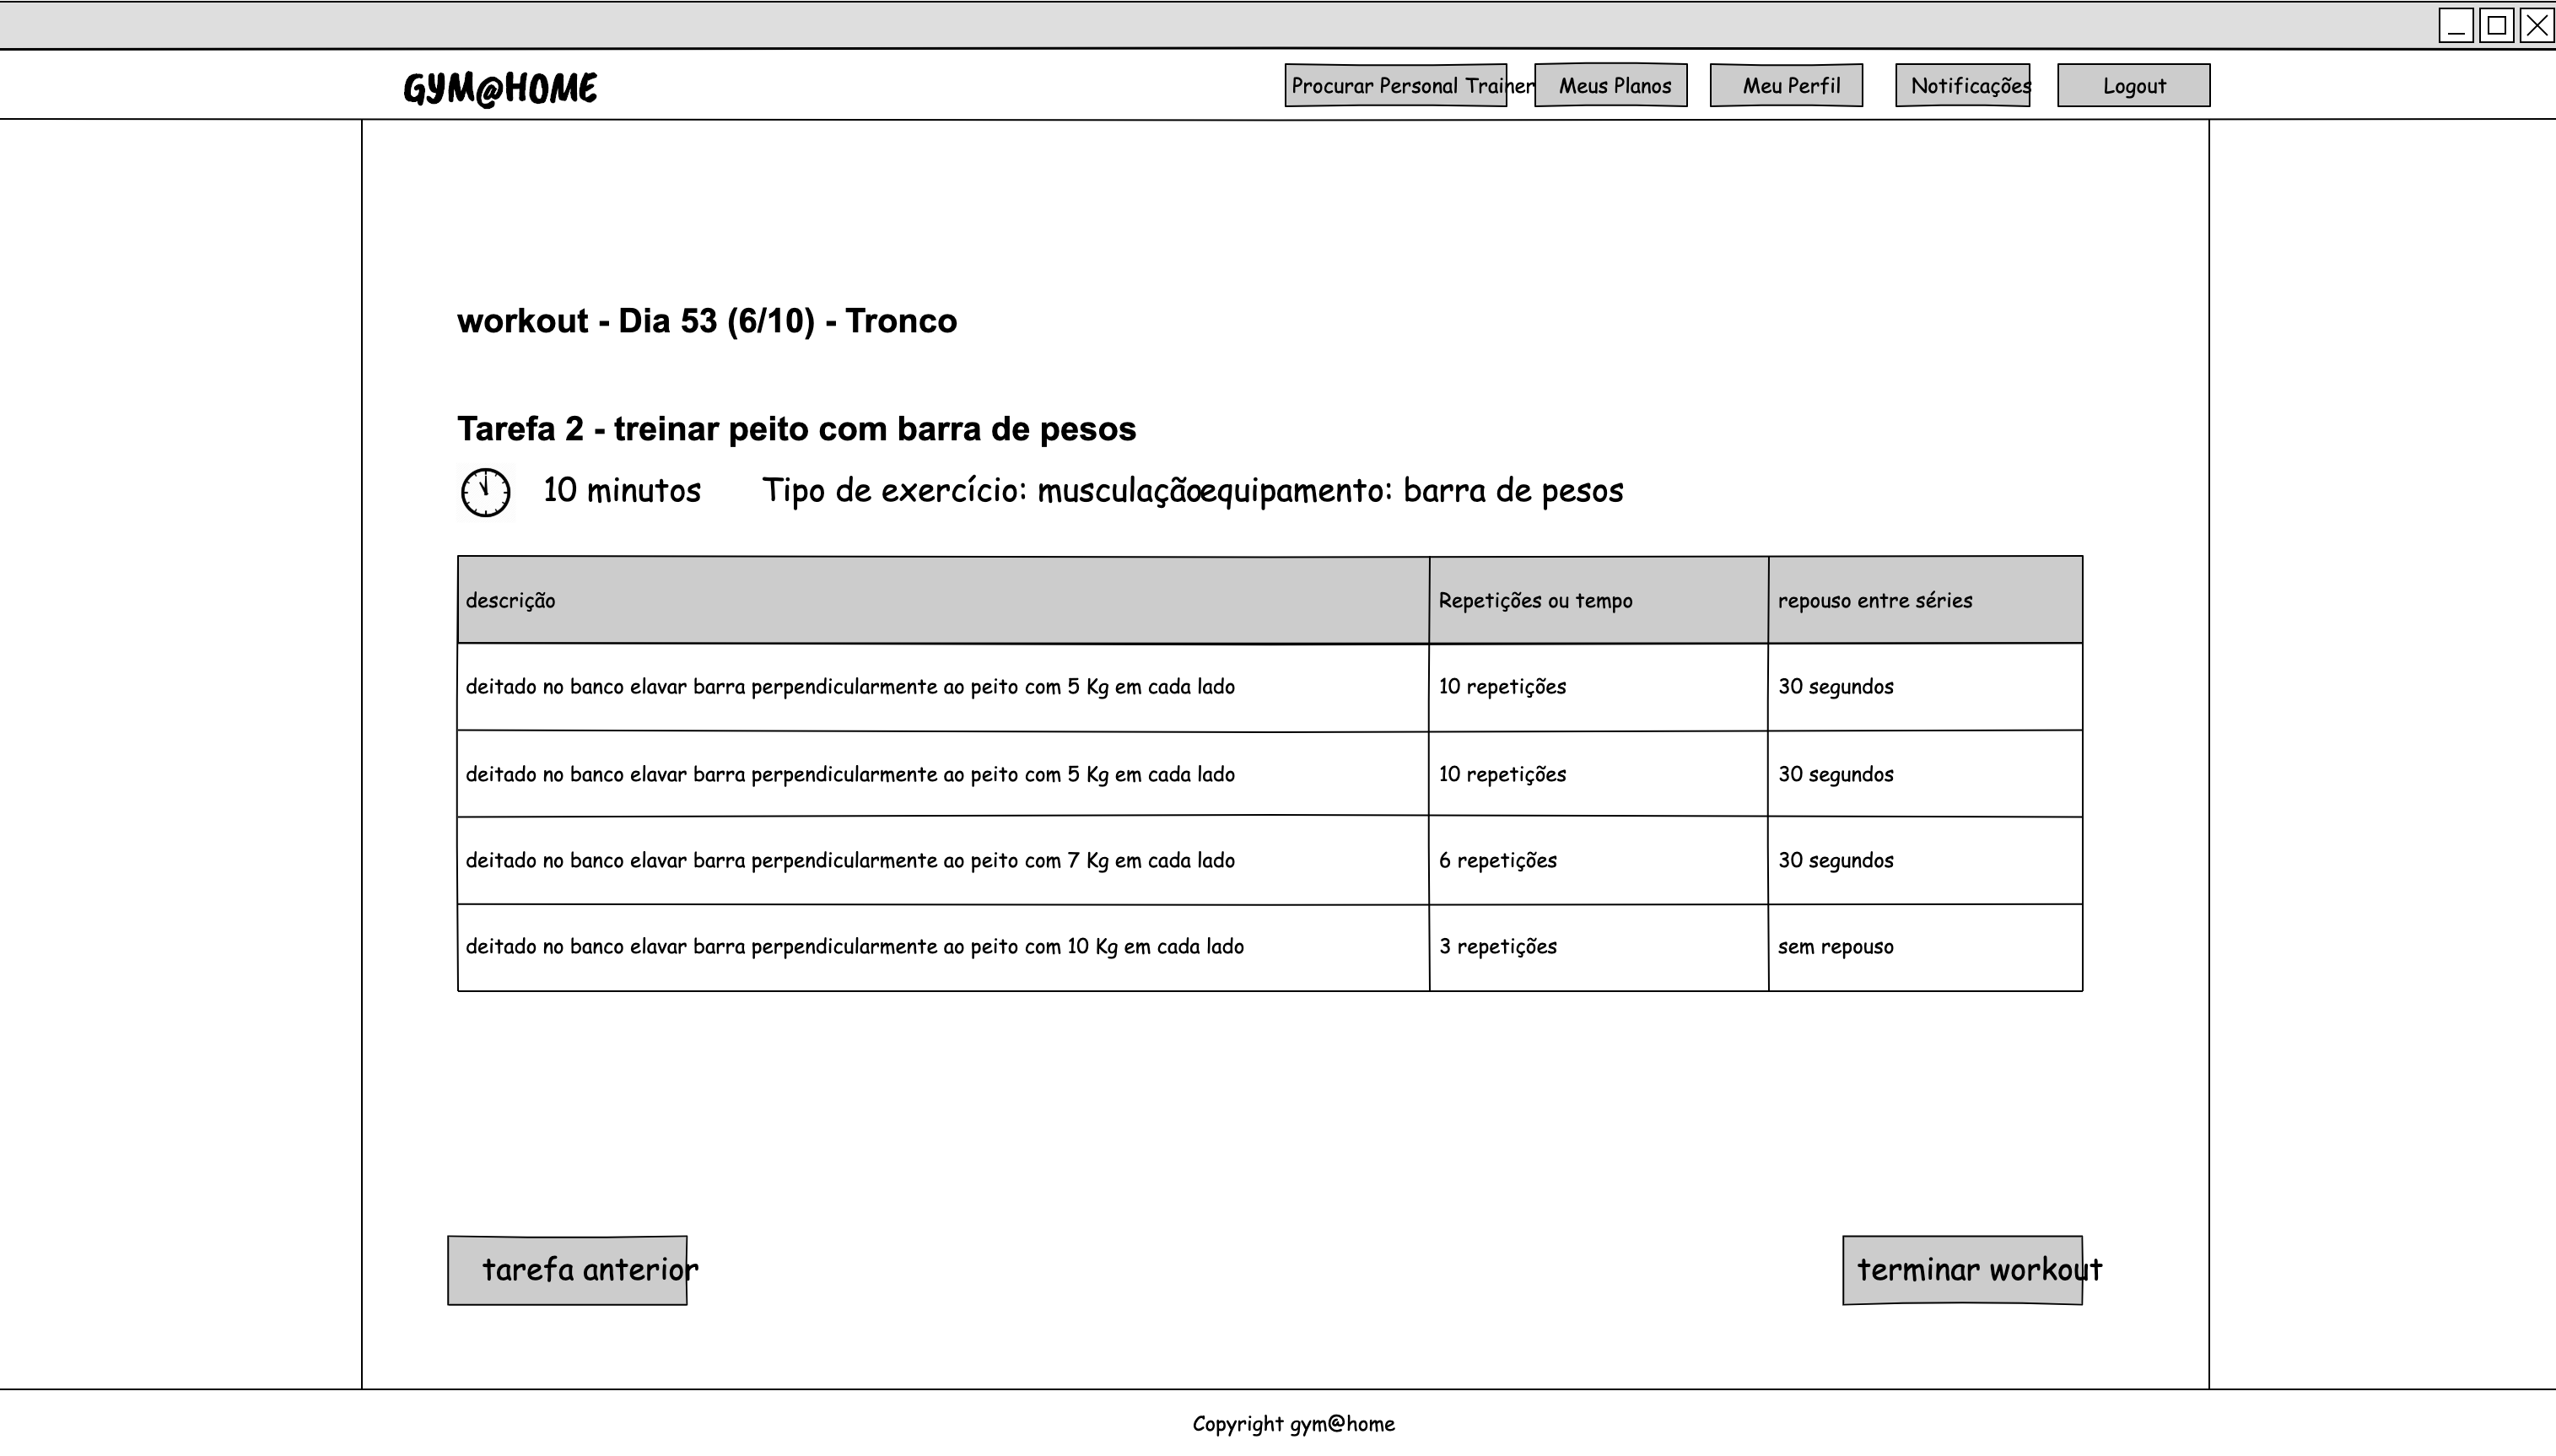 GYM@HOME
Procurar Personal Trainer
Meus Planos
Meu Perfil
Notificações
Logout
workout - Dia 53 (6/10) - Tronco
Tarefa 2 - treinar peito com barra de pesos
10 minutos
Tipo de exercício: musculação
equipamento: barra de pesos
descrição
Repetições ou tempo
repouso entre séries
deitado no banco elavar barra perpendicularmente ao peito com 5 Kg em cada lado
10 repetições
30 segundos
deitado no banco elavar barra perpendicularmente ao peito com 5 Kg em cada lado
10 repetições
30 segundos
deitado no banco elavar barra perpendicularmente ao peito com 7 Kg em cada lado
6 repetições
30 segundos
deitado no banco elavar barra perpendicularmente ao peito com 10 Kg em cada lado
3 repetições
sem repouso
tarefa anterior
terminar workout
Copyright gym@home